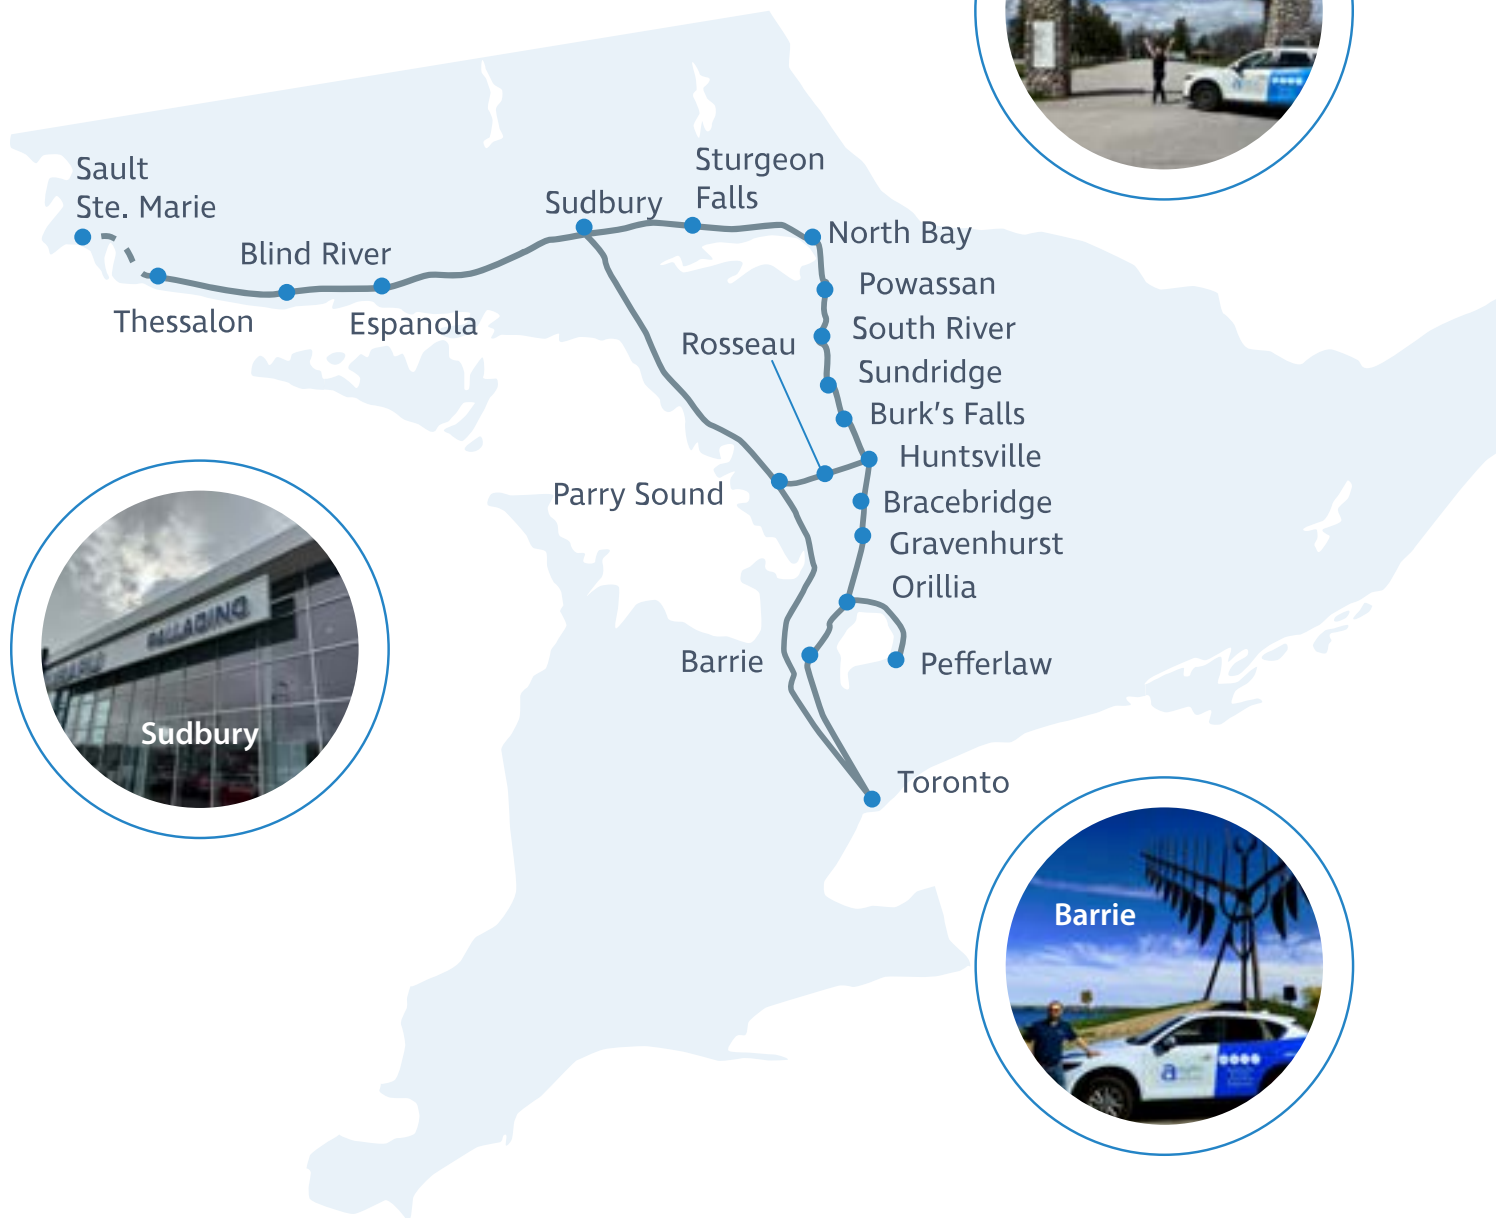 Sault
Ste. Marie
Sturgeon
Falls
Sudbury
North Bay
Blind River
Powassan
Thessalon
Espanola
South River
Rosseau
Sundridge
Burk's Falls
Huntsville
Parry Sound
Bracebridge
Gravenhurst
Orillia
Barrie
Pefferlaw
PALLADINO
Sudbury
Toronto
Barrie
a